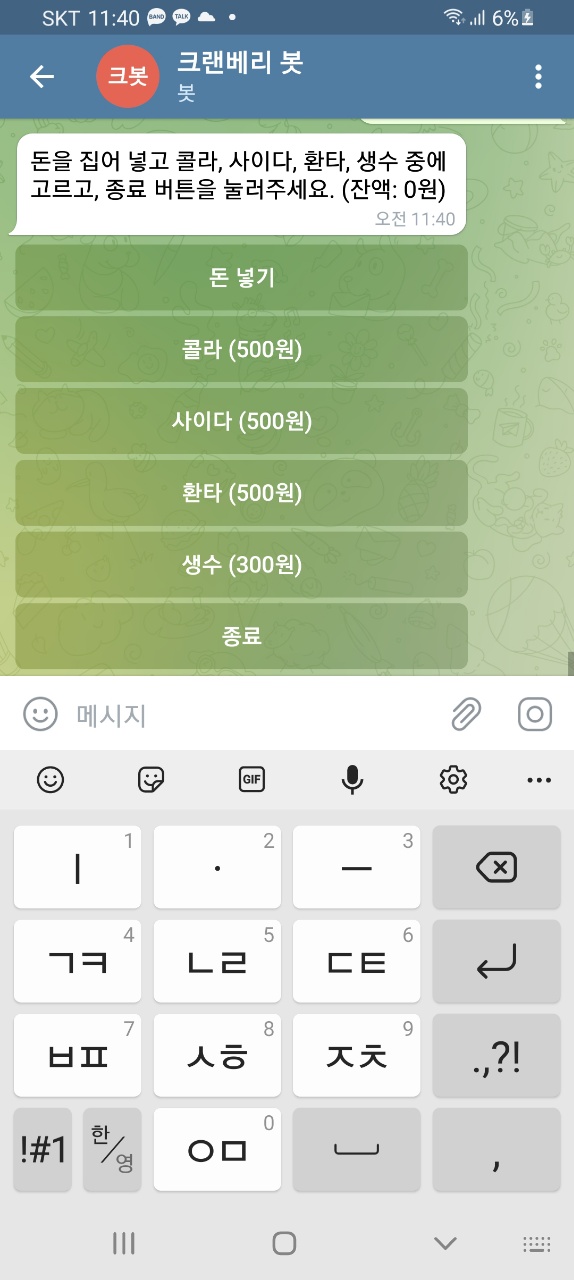 SKT 11:40 BAND TALK 6%
크봇
크랜베리 봇
봇
돈을 집어 넣고 콜라, 사이다, 환타, 생수 중에
고르고, 종료 버튼을 눌러주세요. (잔액: 0원)
오전 11:40
돈 넣기
콜라 (500원)
사이다 (500원)
환타 (500원)
생수 (300원)
종료
메시지
GIF
ㅣ 1 · 2 ㅡ 3
ㄱㅋ 4 ㄴㄹ 5 ㄷㅌ 6
ㅂㅍ 7 ㅅㅎ 8 ㅈㅊ 9 .,?!
!#1 한/영 ㅇㅁ 0 ,